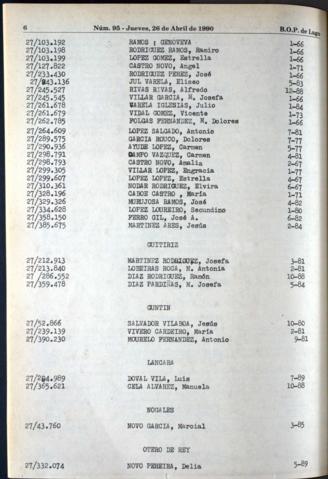 6 Núm. 95 - Jueves, 26 de Abril de 1990 B.O.P. de Lugo
27/103.192 RAMOS ; GENOVEVA 1-66
27/103.198 RODRIGUEZ RAMOS, Ramiro 1-66
27/103.199 LOPEZ GOMEZ, Estrella 1-66
27/127.822 CASTRO NOVO, Angel 1-71
27/233.430 RODRIGUEZ PEREZ, José 1-66
27/243.136 JUL VARELA, Eliseo 5-83
27/245.527 RIVAS RIVAS, Alfredo 12-88
27/245.545 VILLAR GARCIA, M. Josefa 1-66
27/261.678 VARELA IGLESIAS, Julio 1-84
27/261.679 VIDAL GOMEZ, Vicente 1-73
27/262.785 FOLGAS FERNANDEZ, M. Dolores 1-66
27/264.609 LOPEZ SALGADO, Antonio 7-81
27/289.575 GARCIA ROUCO, Dolores 7-77
27/290.936 AYUDE LOPEZ, Carmen 5-77
27/298.791 CAMPO VAZQUEZ, Carmen 4-81
27/298.793 CASTRO NOVO, Amalia 2-67
27/299.305 VILLAR LOPEZ, Engracia 1-77
27/299.607 LOPEZ LOPEZ, Estrella 4-67
27/310.361 NODAR RODRIGUEZ, Elvira 6-67
27/328.196 CABOE CASTRO , María 1-71
27/329.326 MURUJOSA RAMOS, José 4-82
27/334.628 LOPEZ LOUREIRO, Secundino 1-80
27/358.150 FERRO GIL, José A. 6-82
27/385.675 MARTINEZ ARES, Jesús 2-84
GUITIRIZ
27/212.913 MARTINEZ RODRIGUEZ, Josefa 3-81
27/213.840 LOBEIRAS ROCA, M. Antonia 2-81
27/ 286.552 DIAZ RODRIGUEZ, Ramón 10-88
27/359.478 DIAZ PARDIÑAS, M. Josefa 5-84
GUNTIN
27/52.866 SALVADOR VILABOA, Jesús 10-80
27/239.139 VIVERO CARDEIRO, María 2-81
27/390.230 MOURELO FERNANDEZ, Antonio 9-81
LANCARA
27/284.989 DOVAL VILA, Luis 7-89
27/365.621 CELA ALVAREZ, Manuela 10-88
NOGALES
27/43.760 NOVO GARCIA, Marcial 3-85
OTERO DE REY
27/332.074 NOVO PEREIRA, Delia 5-89